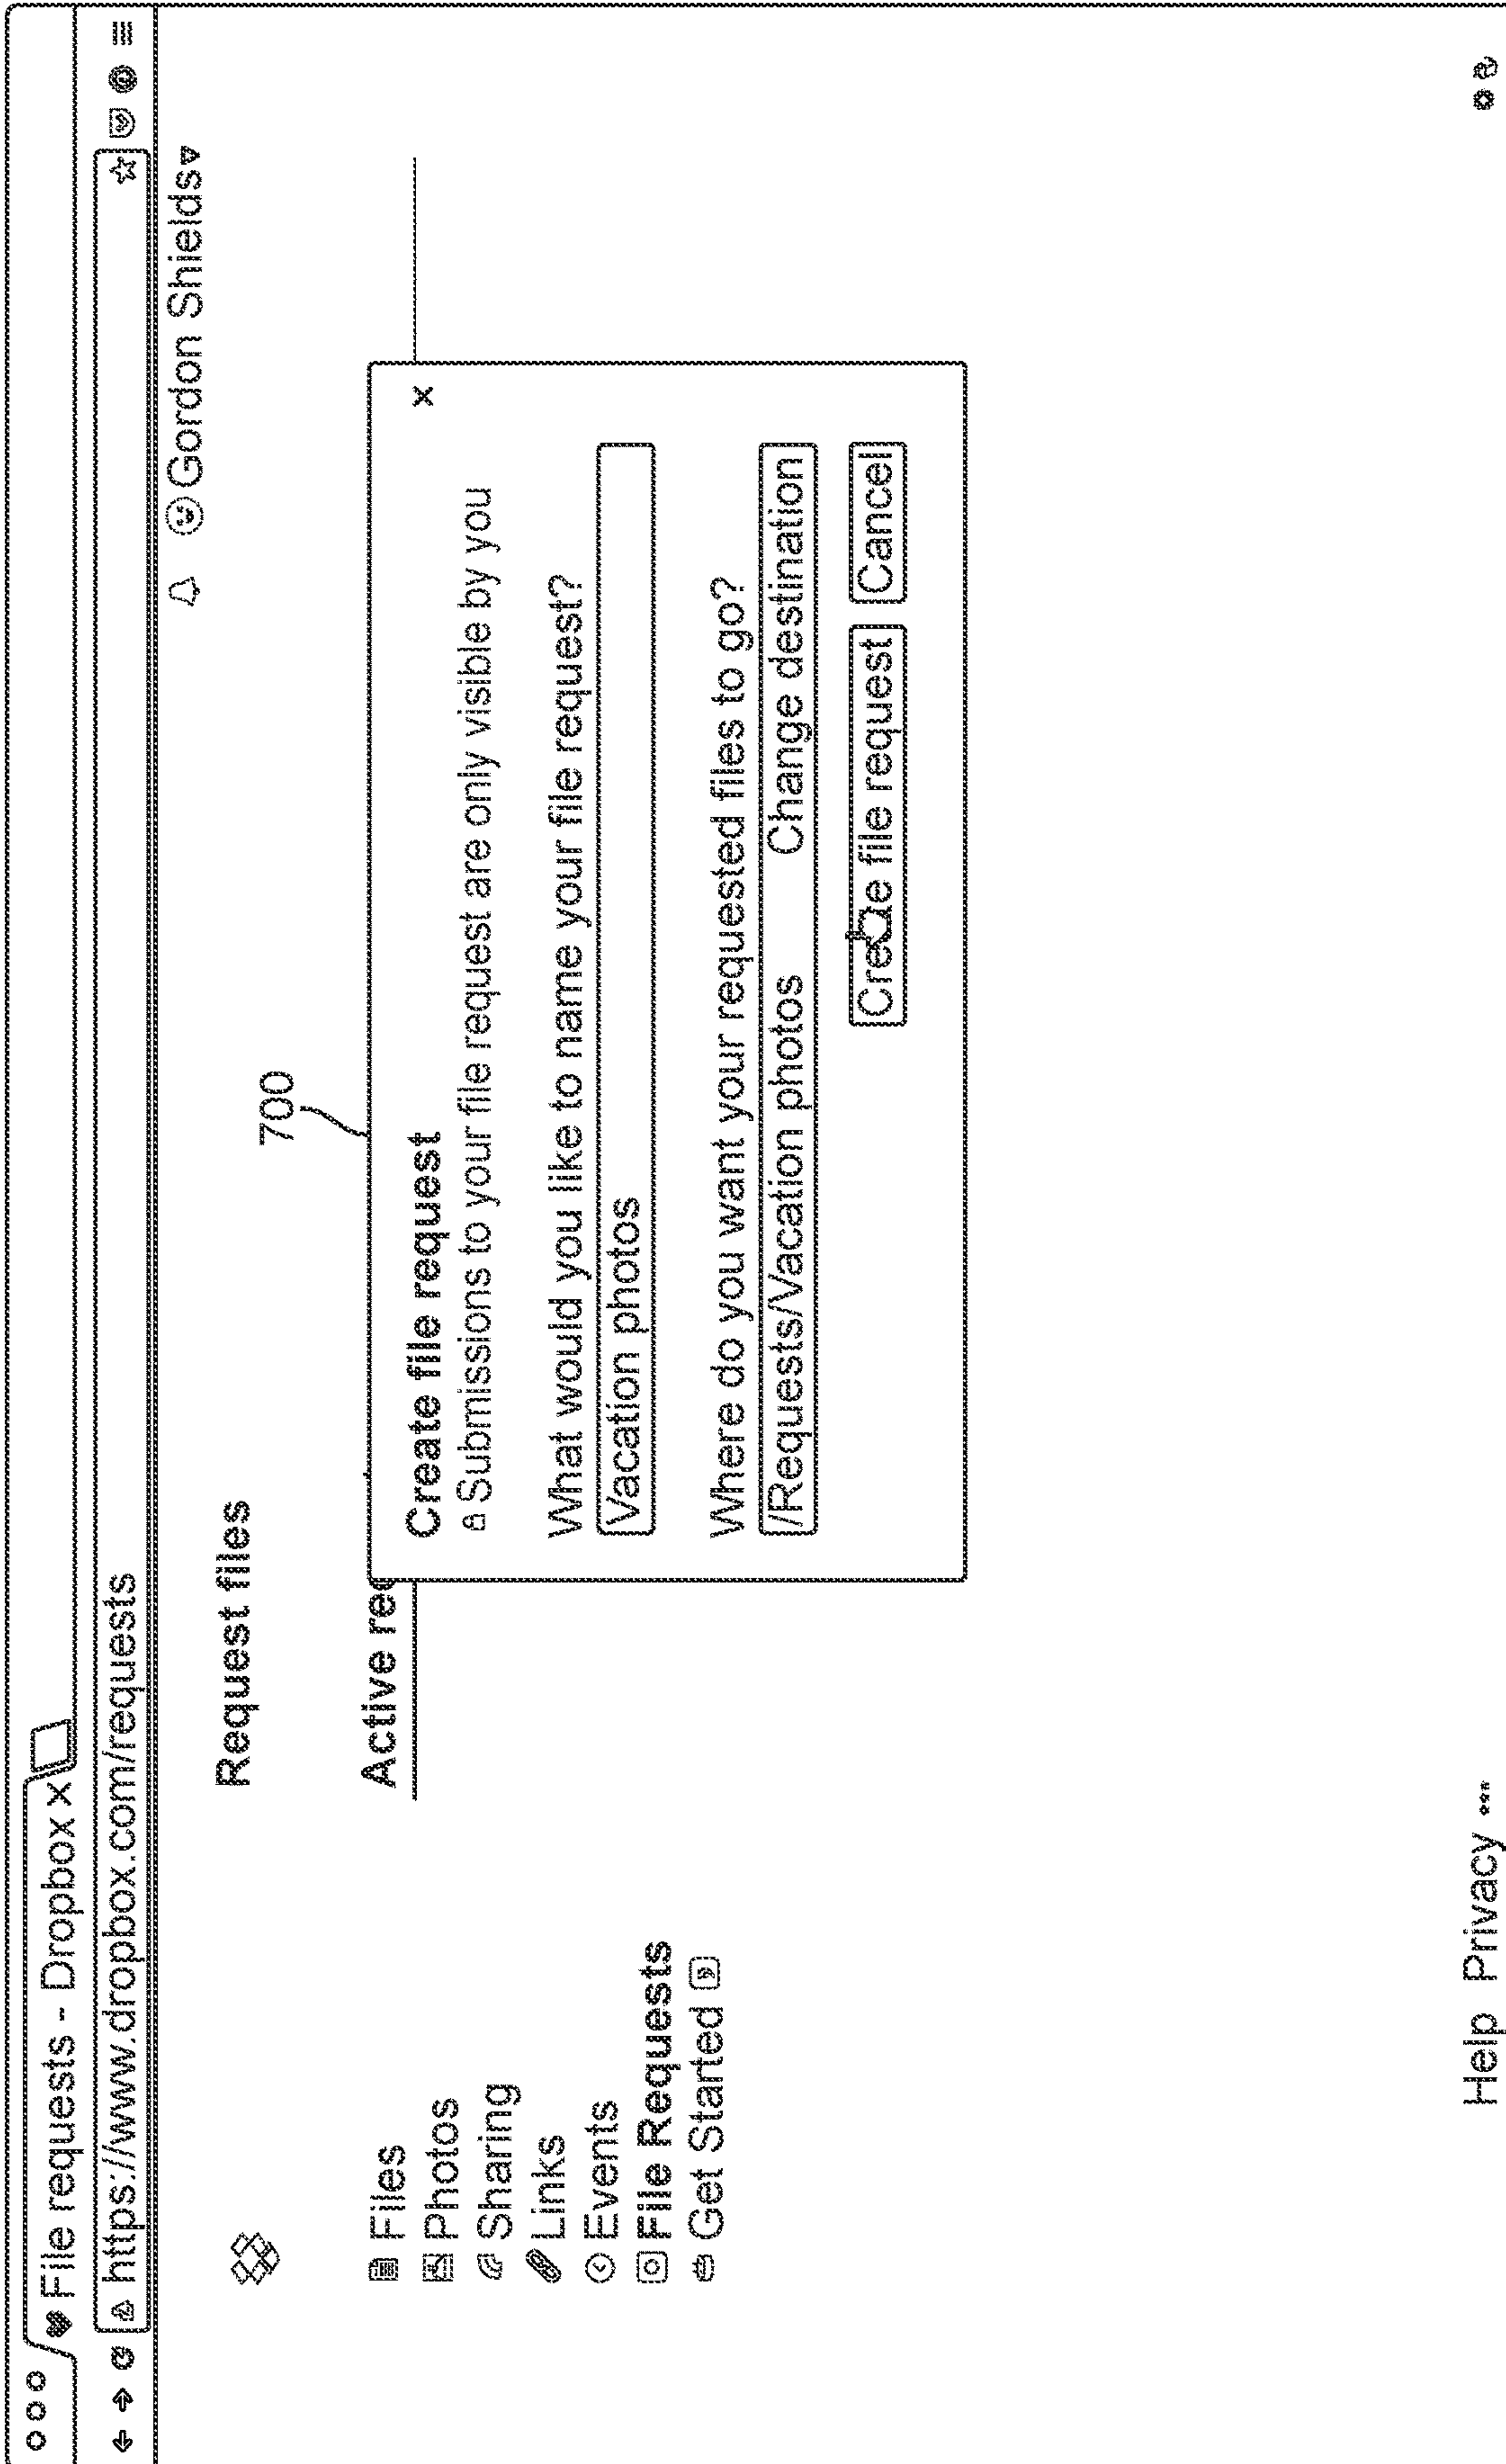 File requests - Dropbox x
https://www.dropbox.com/requests
Gordon Shields
Request files
700
Active req
Create file request
x
Submissions to your file request are only visible by you
What would you like to name your file request?
Vacation photos
Where do you want your requested files to go?
/Requests/Vacation photos Change destination
file request Cancel
Files
Photos
Sharing
Links
Events
File Requests
Get Started
Help Privacy ...